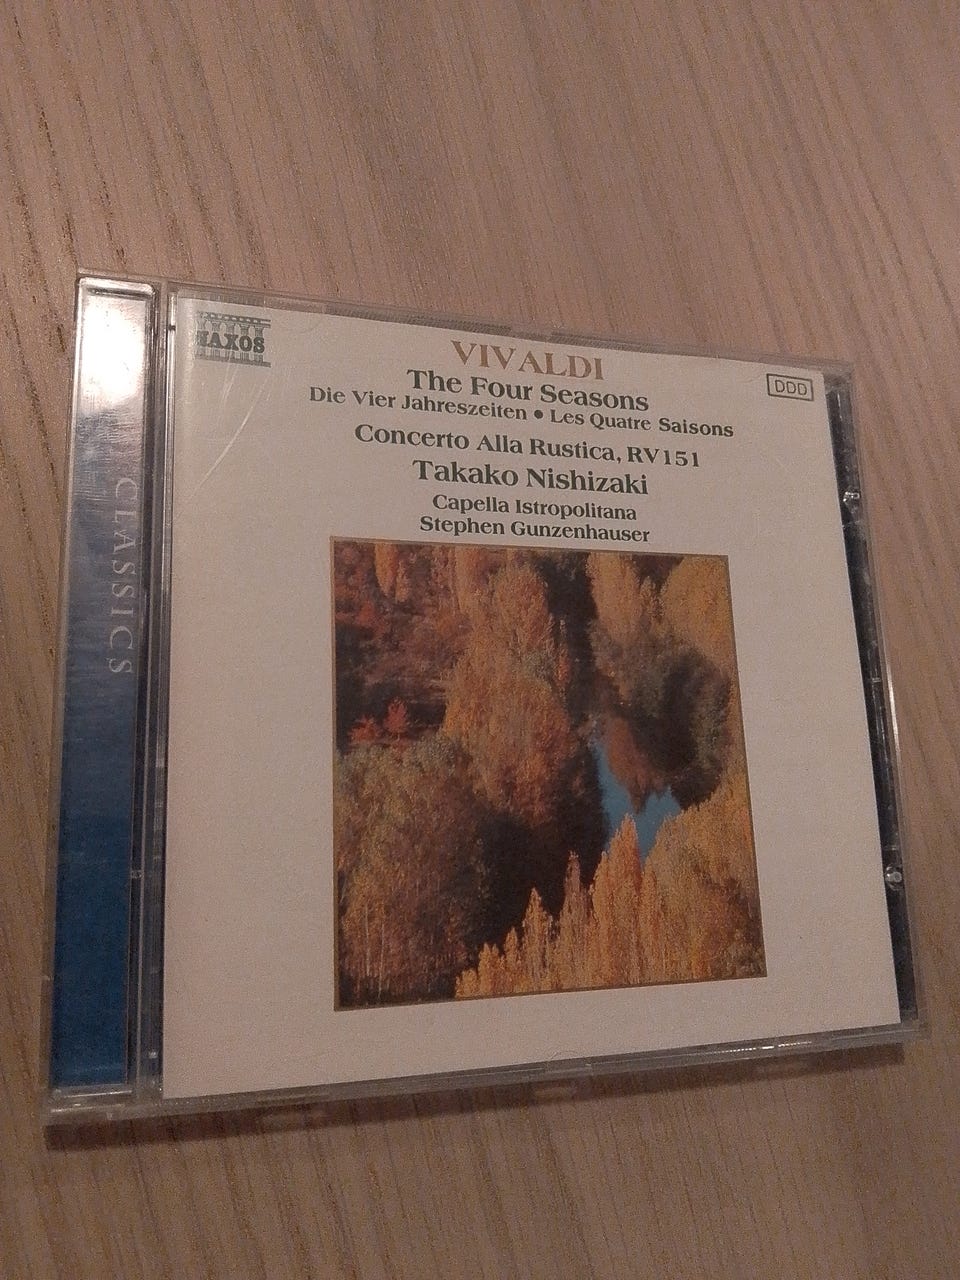 NAXOS
DDD
VIVALDI
The Four Seasons
Die Vier Jahreszeiten • Les Quatre Saisons
Concerto Alla Rustica, RV151
Takako Nishizaki
Capella Istropolitana
Stephen Gunzenhauser
CLASSICS